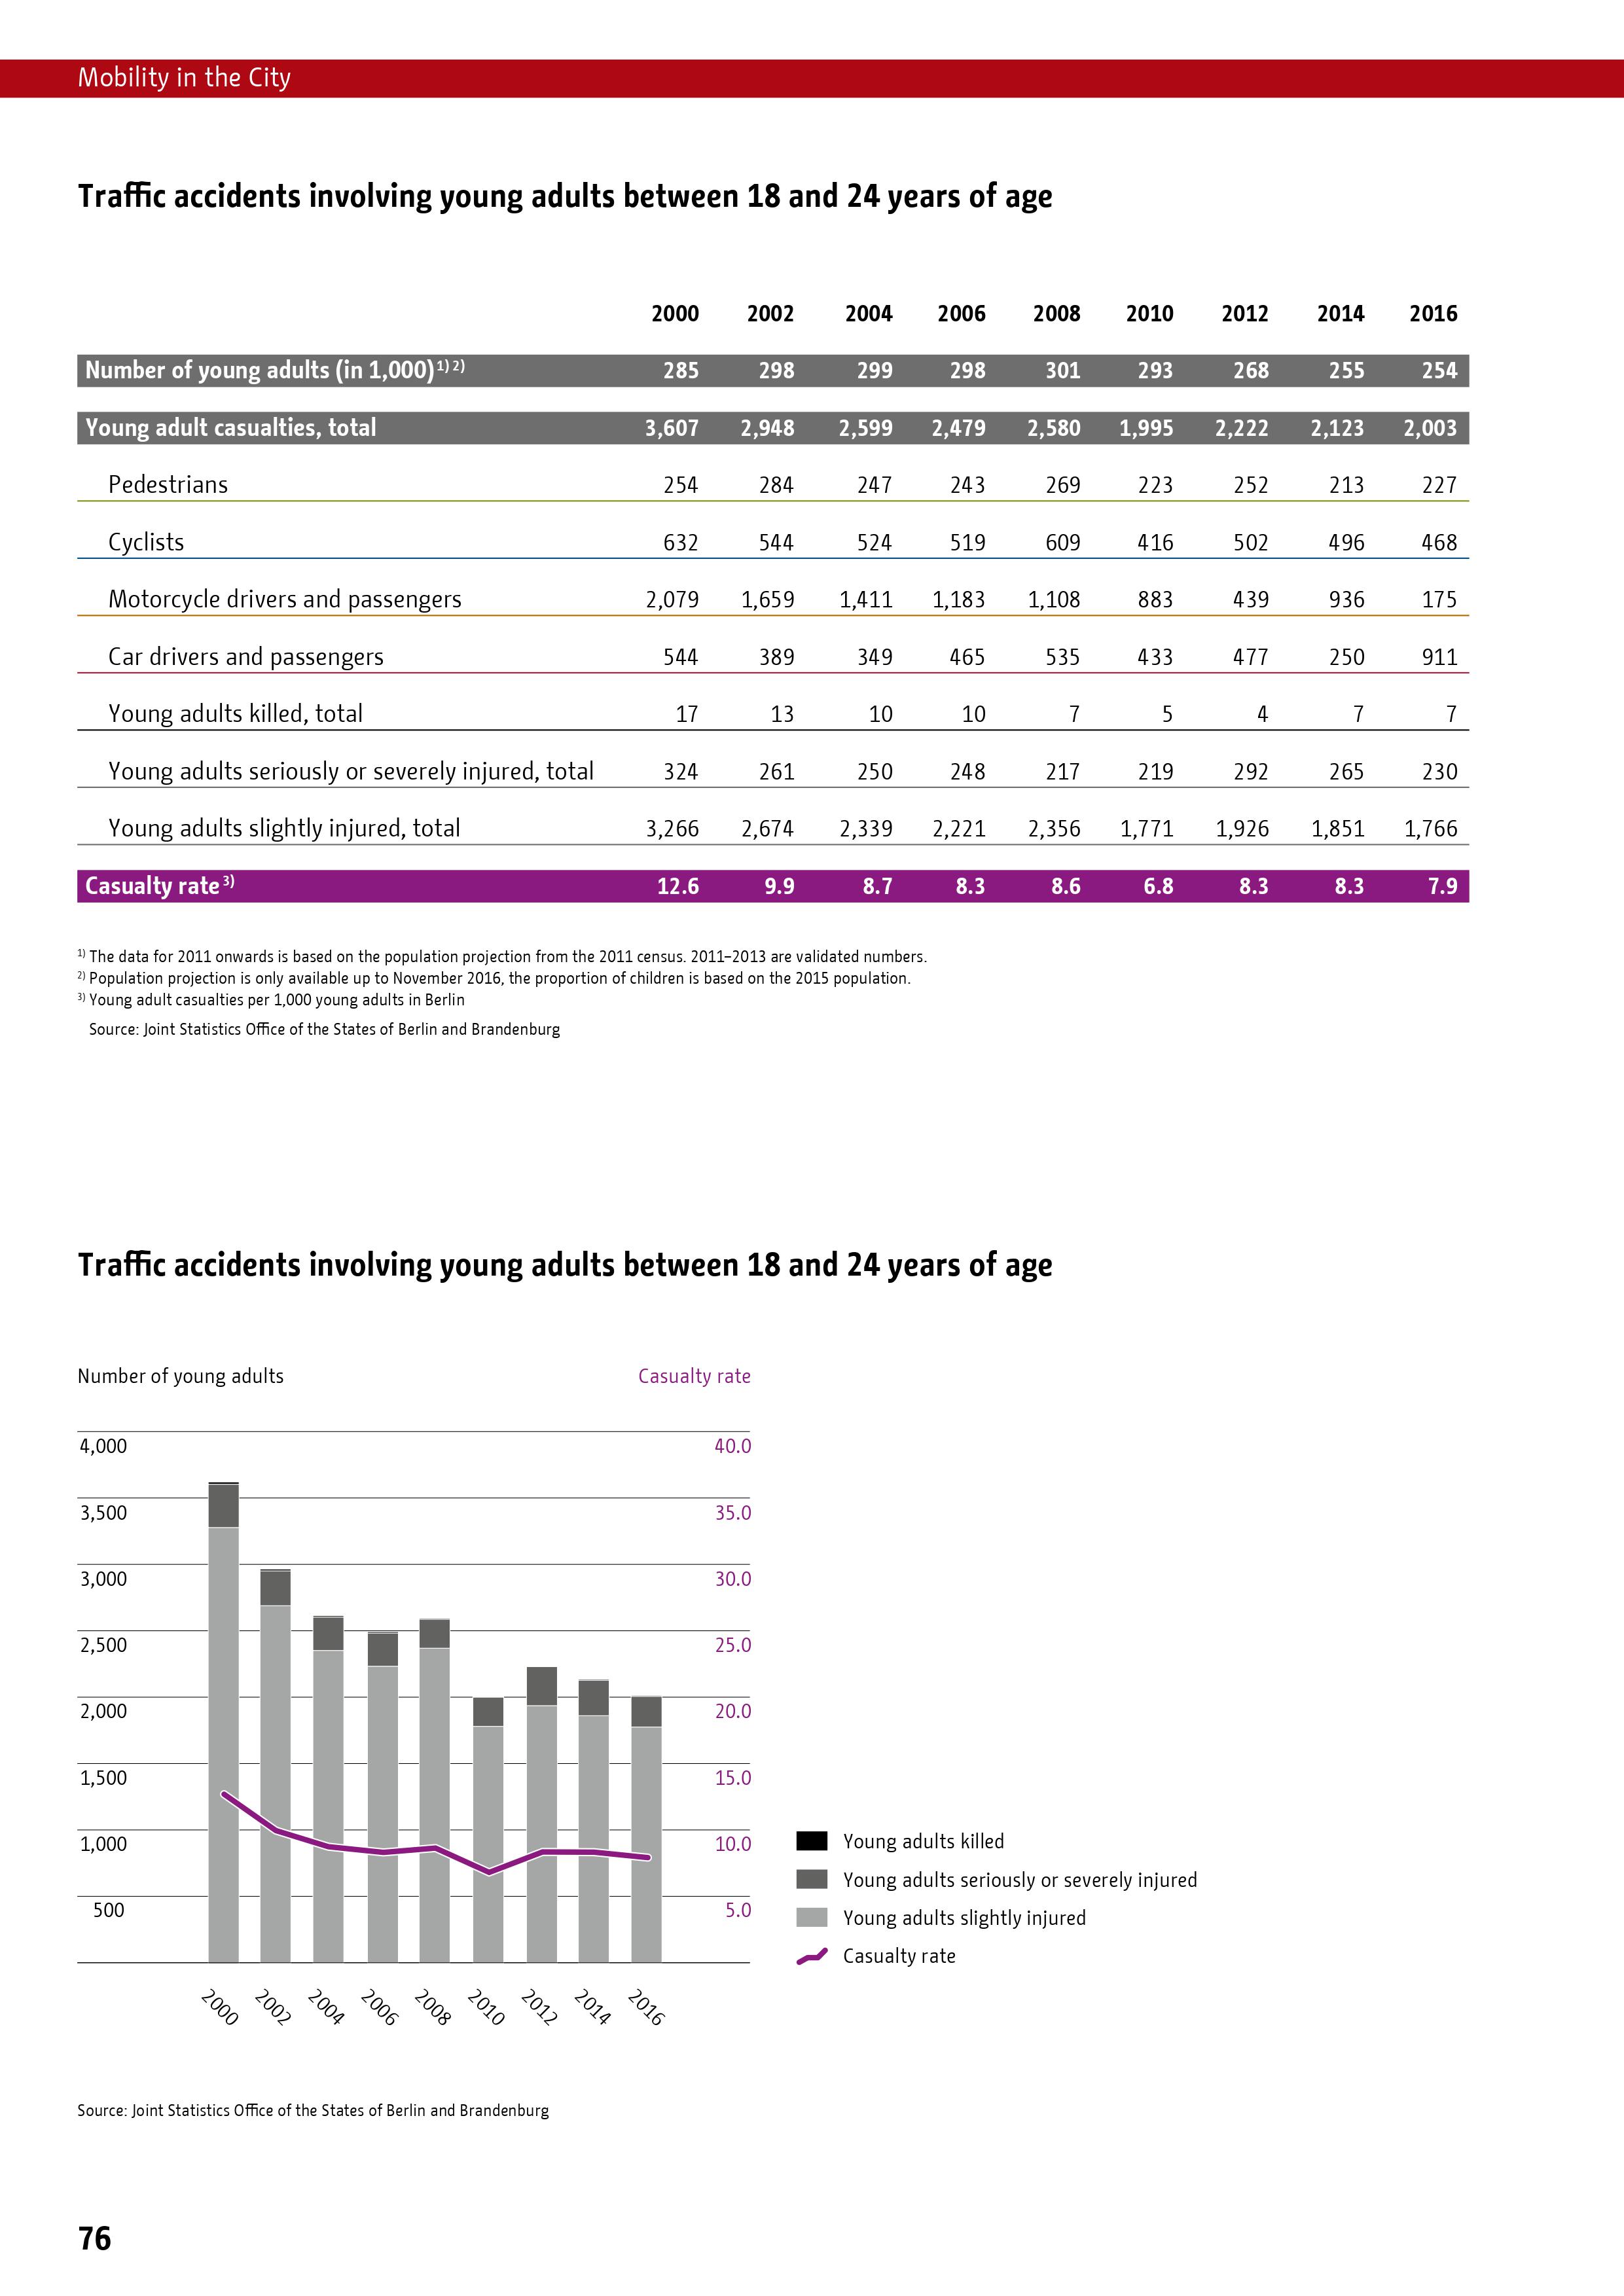 Mobility in the City
Traffic accidents involving young adults between 18 and 24 years of age
2000 2002 2004 2006 2008 2010 2012 2014 2016
Number of young adults (in 1,000) 1) 2) 285 298 299 298 301 293 268 255 254
Young adult casualties, total 3,607 2,948 2,599 2,479 2,580 1,995 2,222 2,123 2,003
Pedestrians 254 284 247 243 269 223 252 213 227
Cyclists 632 544 524 519 609 416 502 496 468
Motorcycle drivers and passengers 2,079 1,659 1,411 1,183 1,108 883 439 936 175
Car drivers and passengers 544 389 349 465 535 433 477 250 911
Young adults killed, total 17 13 10 10 7 5 4 7 7
Young adults seriously or severely injured, total 324 261 250 248 217 219 292 265 230
Young adults slightly injured, total 3,266 2,674 2,339 2,221 2,356 1,771 1,926 1,851 1,766
Casualty rate 3) 12.6 9.9 8.7 8.3 8.6 6.8 8.3 8.3 7.9
1) The data for 2011 onwards is based on the population projection from the 2011 census. 2011–2013 are validated numbers.
2) Population projection is only available up to November 2016, the proportion of children is based on the 2015 population.
3) Young adult casualties per 1,000 young adults in Berlin
Source: Joint Statistics Office of the States of Berlin and Brandenburg
Traffic accidents involving young adults between 18 and 24 years of age
Number of young adults Casualty rate
4,000 40.0
3,500 35.0
3,000 30.0
2,500 25.0
2,000 20.0
1,500 15.0
1,000 10.0
500 5.0
Young adults killed
Young adults seriously or severely injured
Young adults slightly injured
Casualty rate
2000 2002 2004 2006 2008 2010 2012 2014 2016
Source: Joint Statistics Office of the States of Berlin and Brandenburg
76